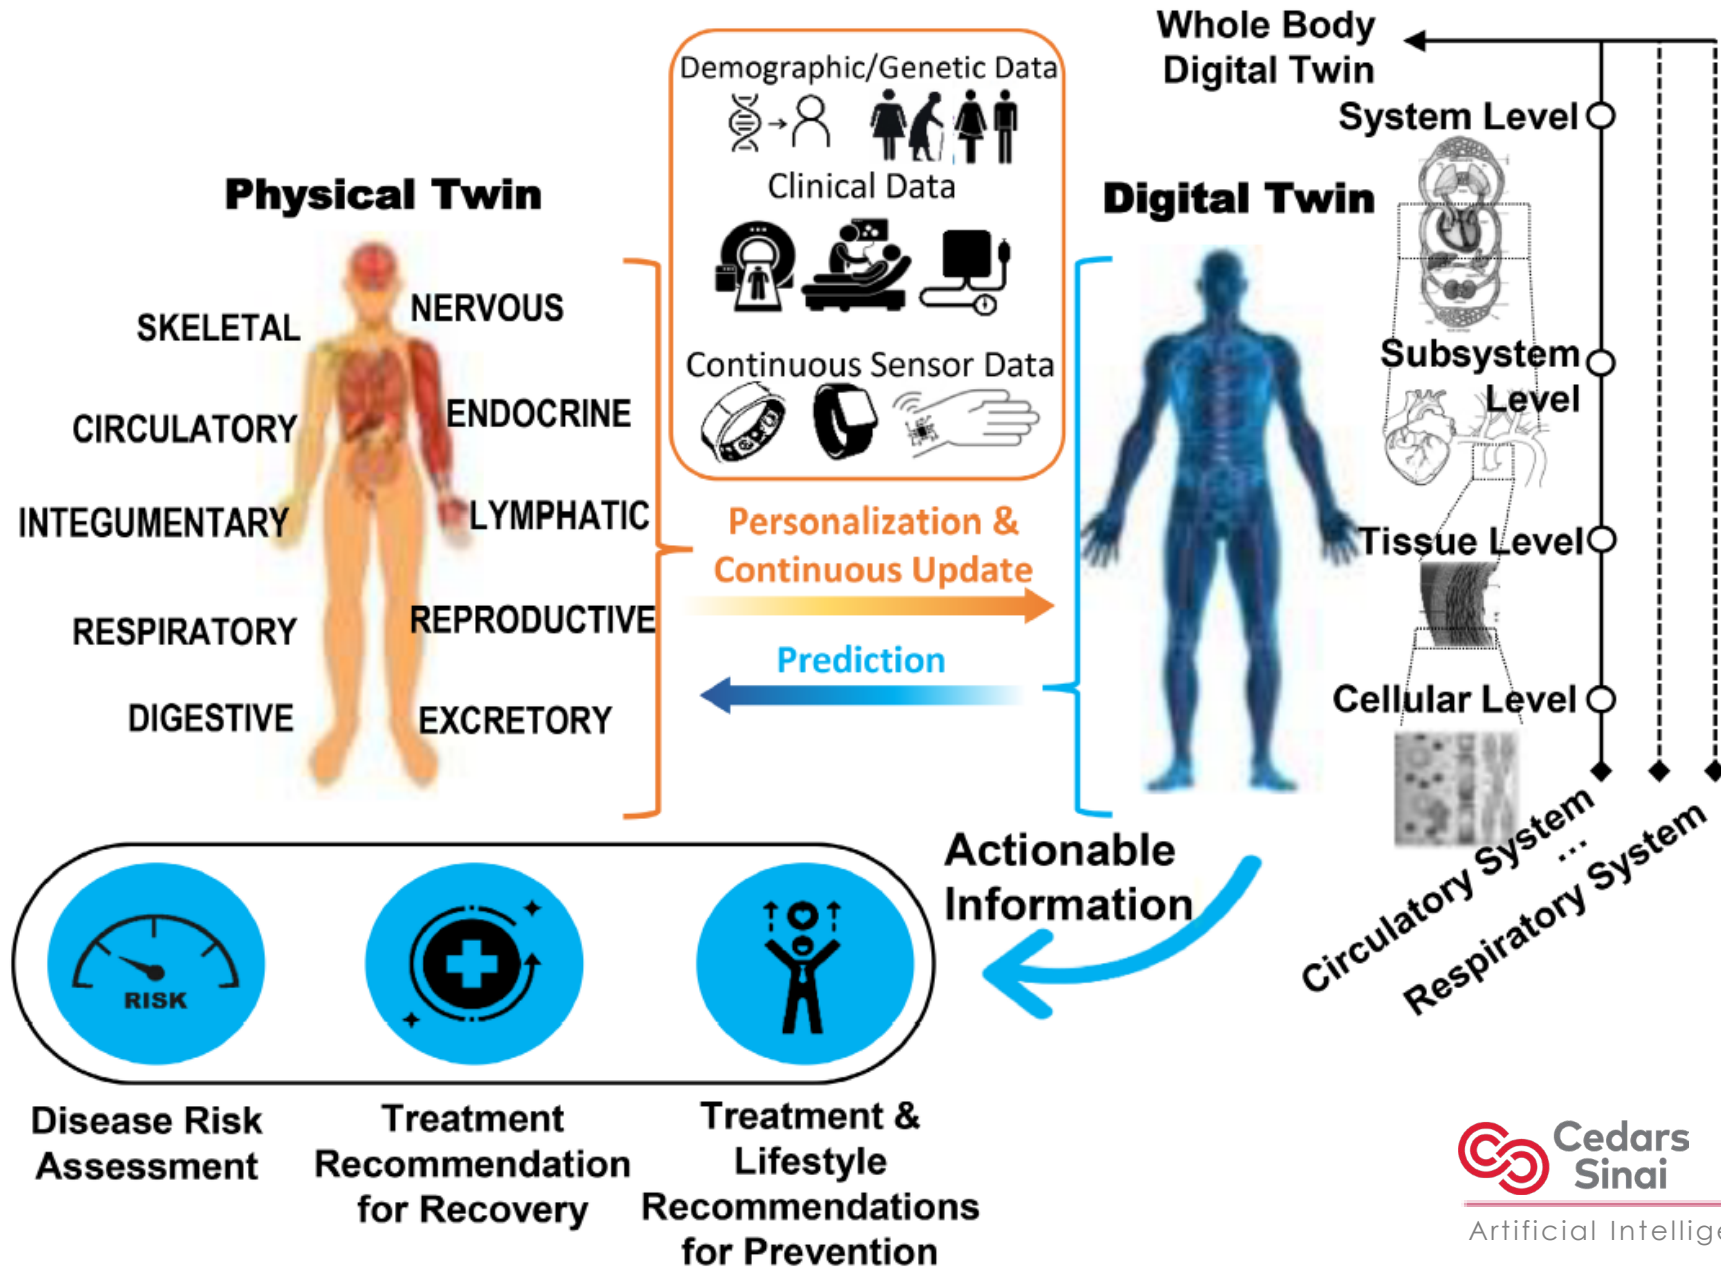 Whole Body
Digital Twin
Demographic/Genetic Data
System Level
Clinical Data
Physical Twin
Digital Twin
NERVOUS
SKELETAL
Subsystem
Level
Continuous Sensor Data
ENDOCRINE
CIRCULATORY
LYMPHATIC
INTEGUMENTARY
Personalization &
Continuous Update
Tissue Level
REPRODUCTIVE
RESPIRATORY
Prediction
Cellular Level
DIGESTIVE
EXCRETORY
Circulatory System
...
Respiratory System
Actionable
Information
RISK
Disease Risk
Assessment
Treatment
Recommendation
for Recovery
Treatment &
Lifestyle
Recommendations
for Prevention
Cedars
Sinai
Artificial Intellige